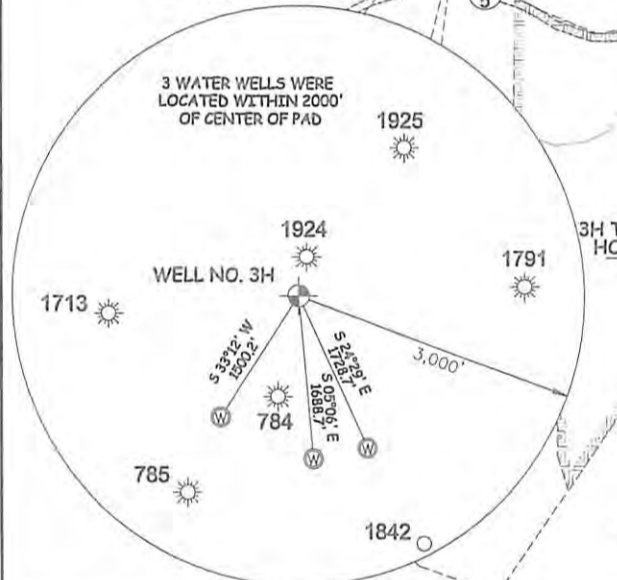 5
3 WATER WELLS WERE
LOCATED WITHIN 2000'
OF CENTER OF PAD
1925
1924
3H T
HO
1791
WELL NO. 3H
1713
3,000'
S 33°12' W
1500.2'
S 24°29' E
1728.7'
S 05°06' E
1688.7'
784
W
W
W
785
1842